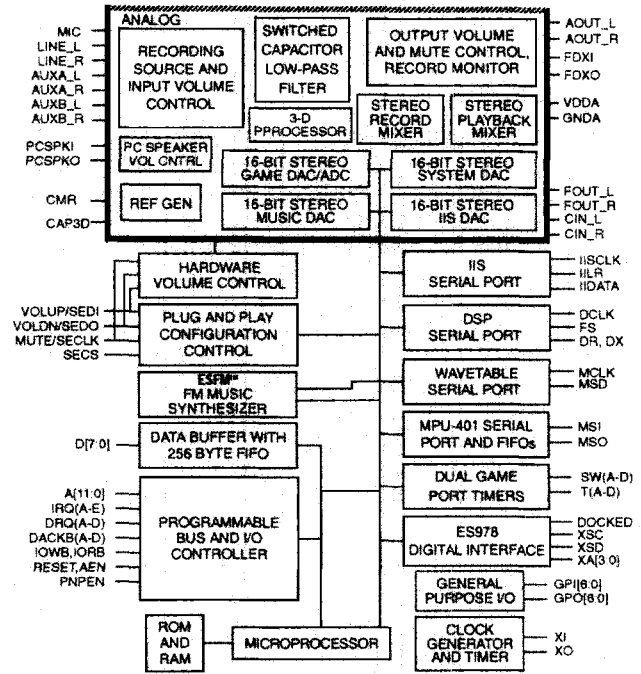 ANALOG
MIC
LINE_L
LINE_R
AUXA_L
AUXA_R
AUXB_L
AUXB_R
PCSPKI
PCSPKO
CMR
CAP3D
RECORDING
SOURCE AND
INPUT VOLUME
CONTROL
SWITCHED
CAPACITOR
LOW-PASS
FILTER
OUTPUT VOLUME
AND MUTE CONTROL,
RECORD MONITOR
3-D
PPROCESSOR
STEREO
RECORD
MIXER
STEREO
PLAYBACK
MIXER
PC SPEAKER
VOL CNTRL
16-BIT STEREO
GAME DAC/ADC
16-BIT STEREO
SYSTEM DAC
REF GEN
16-BIT STEREO
MUSIC DAC
16-BIT STEREO
IIS DAC
AOUT_L
AOUT_R
FDXI
FDXO
VDDA
GNDA
FOUT_L
FOUT_R
CIN_L
CIN_R
HARDWARE
VOLUME CONTROL
VOLUP/SEDI
VOLDN/SEDO
MUTE/SECLK
SECS
PLUG AND PLAY
CONFIGURATION
CONTROL
ESFM™
FM MUSIC
SYNTHESIZER
D[7:0]
DATA BUFFER WITH
256 BYTE FIFO
A[11:0]
IRQ(A-E)
DRQ(A-D)
DACKB(A-D)
IOWB,IORB
RESET,AEN
PNPEN
PROGRAMMABLE
BUS AND I/O
CONTROLLER
ROM
AND
RAM
MICROPROCESSOR
IIS
SERIAL PORT
IISCLK
IILR
IIDATA
DSP
SERIAL PORT
DCLK
FS
DR, DX
WAVETABLE
SERIAL PORT
MCLK
MSD
MPU-401 SERIAL
PORT AND FIFOs
MSI
MSO
DUAL GAME
PORT TIMERS
SW(A-D)
T(A-D)
ES978
DIGITAL INTERFACE
DOCKED
XSC
XSD
XA[3:0]
GENERAL
PURPOSE I/O
GPI[6:0]
GPO[6:0]
CLOCK
GENERATOR
AND TIMER
XI
XO